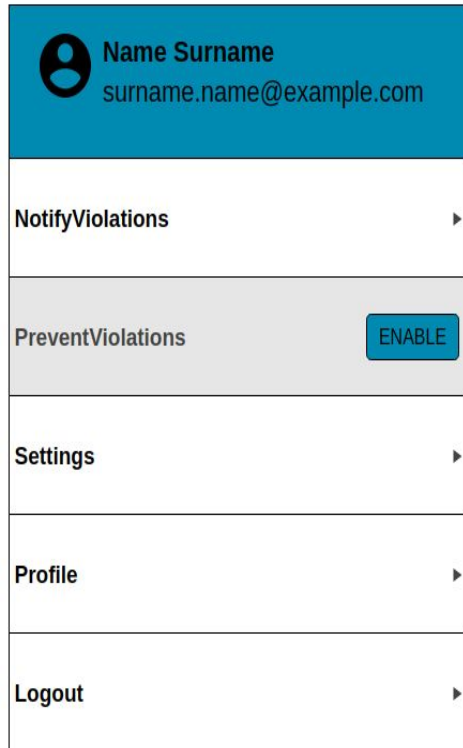 Name Surname
surname.name@example.com
NotifyViolations
PreventViolations ENABLE
Settings
Profile
Logout